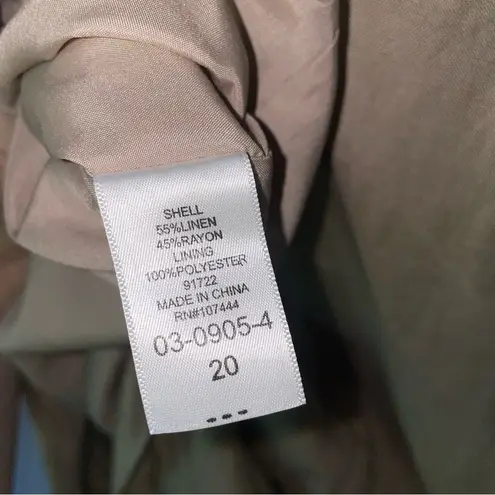 SHELL
55%LINEN
45%RAYON
LINING
100%POLYESTER
91722
MADE IN CHINA
RN#107444
03-0905-4
20
---